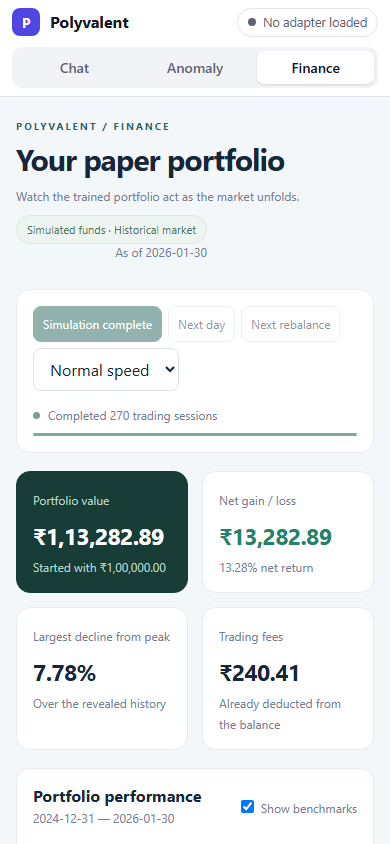 P Polyvalent
No adapter loaded
Chat Anomaly Finance
POLYVALENT / FINANCE
Your paper portfolio
Watch the trained portfolio act as the market unfolds.
Simulated funds · Historical market
As of 2026-01-30
Simulation complete Next day Next rebalance
Normal speed
Completed 270 trading sessions
Portfolio value
₹1,13,282.89
Started with ₹1,00,000.00
Net gain / loss
₹13,282.89
13.28% net return
Largest decline from peak
7.78%
Over the revealed history
Trading fees
₹240.41
Already deducted from
the balance
Portfolio performance
2024-12-31 — 2026-01-30
Show benchmarks